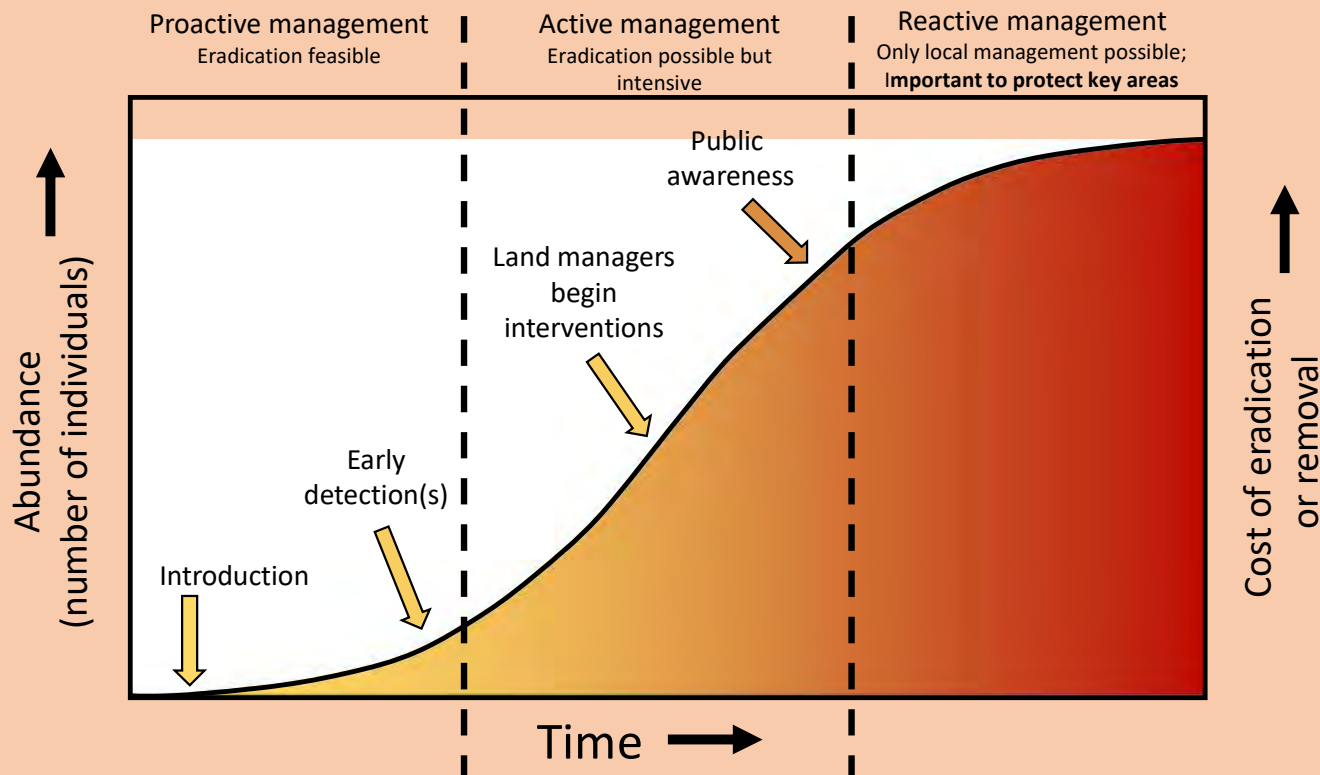 Proactive management
Eradication feasible
Active management
Eradication possible but
intensive
Reactive management
Only local management possible;
Important to protect key areas
Public
awareness
Land managers
begin
interventions
Early
detection(s)
Introduction
Abundance
(number of individuals)
Cost of eradication
or removal
Time